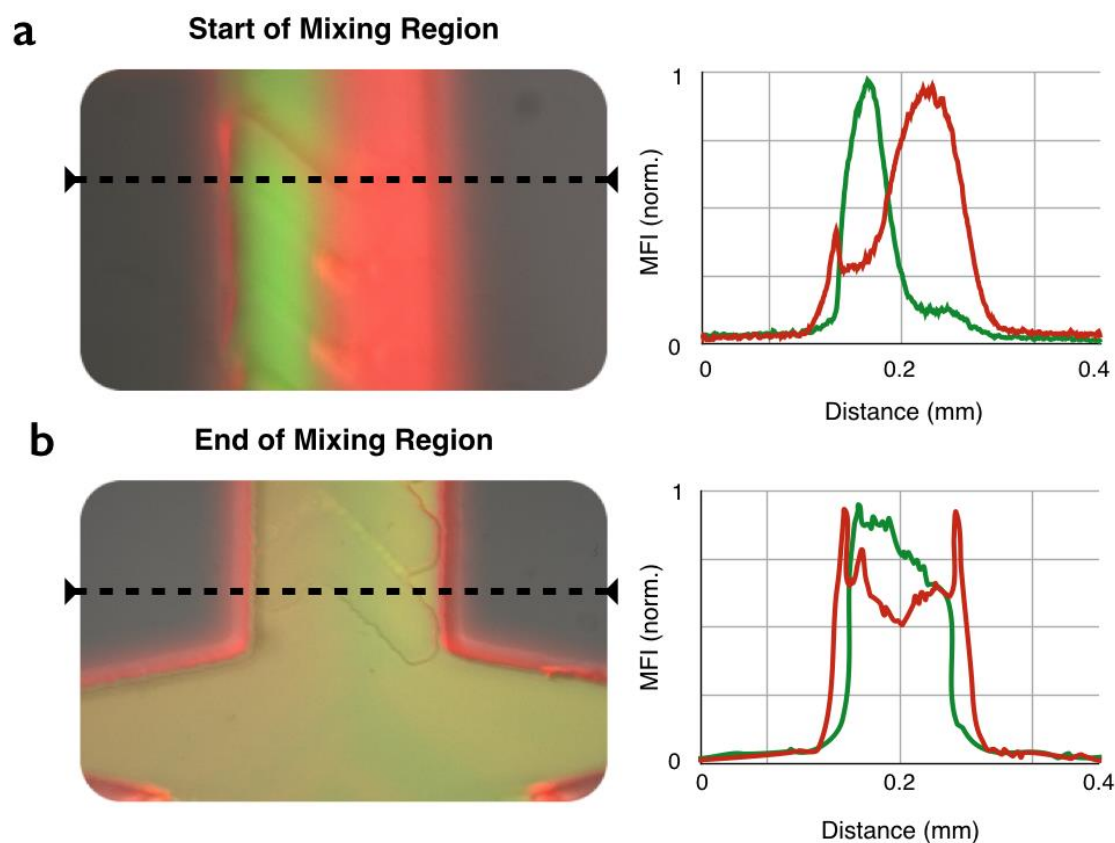 a
Start of Mixing Region
1
MFI (norm.)
0
0
0.2
0.4
Distance (mm)
b
End of Mixing Region
1
MFI (norm.)
0
0
0.2
0.4
Distance (mm)